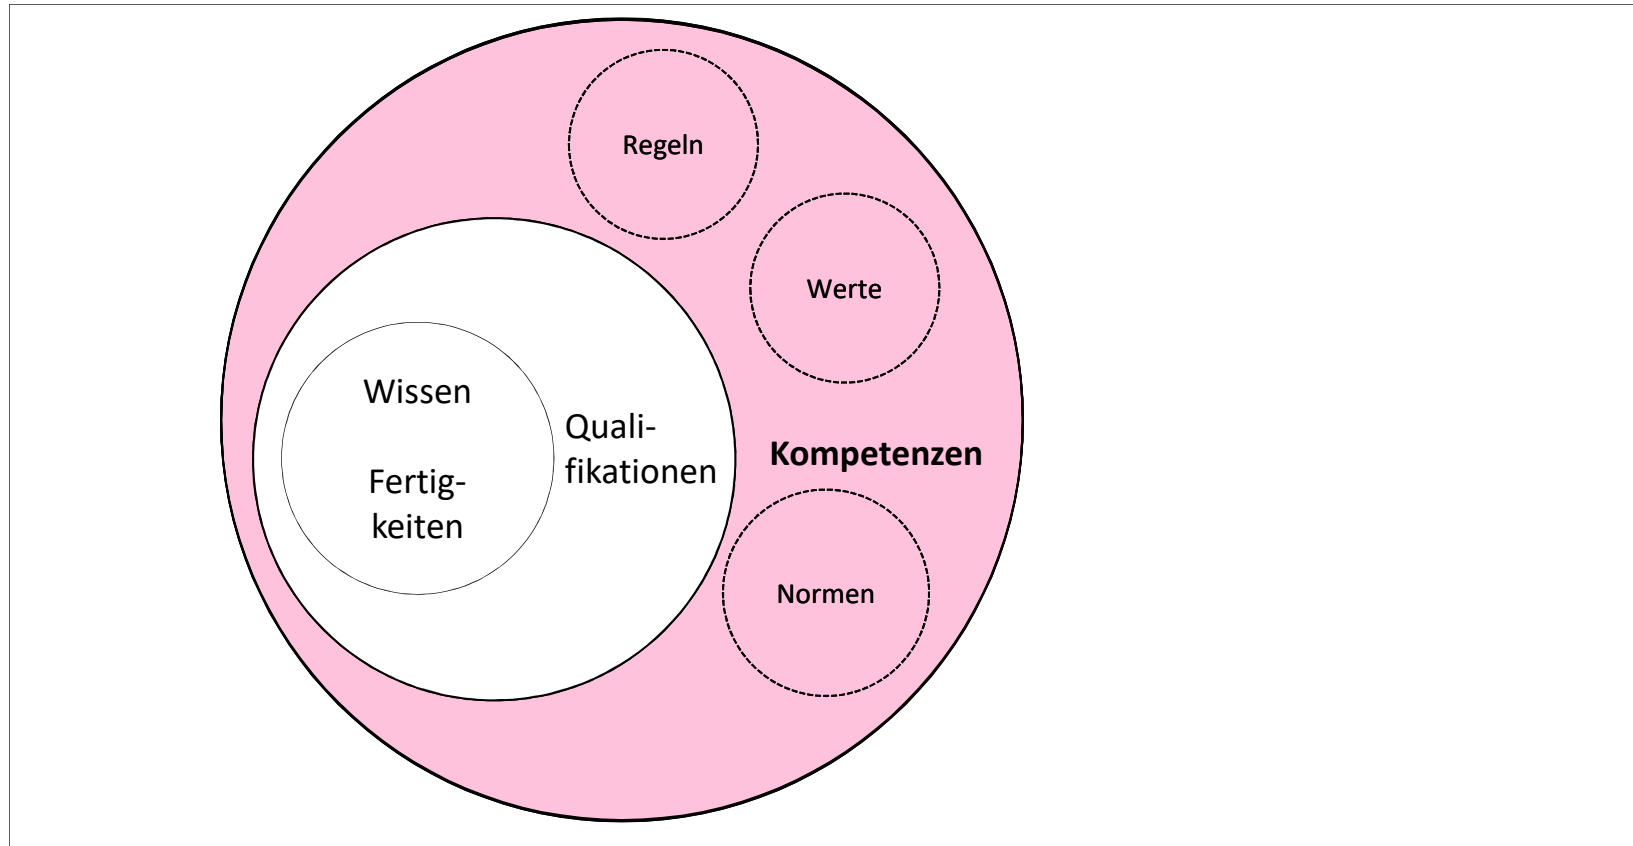 Regeln
Werte
Wissen
Fertig-
keiten
Quali-
fikationen
Kompetenzen
Normen